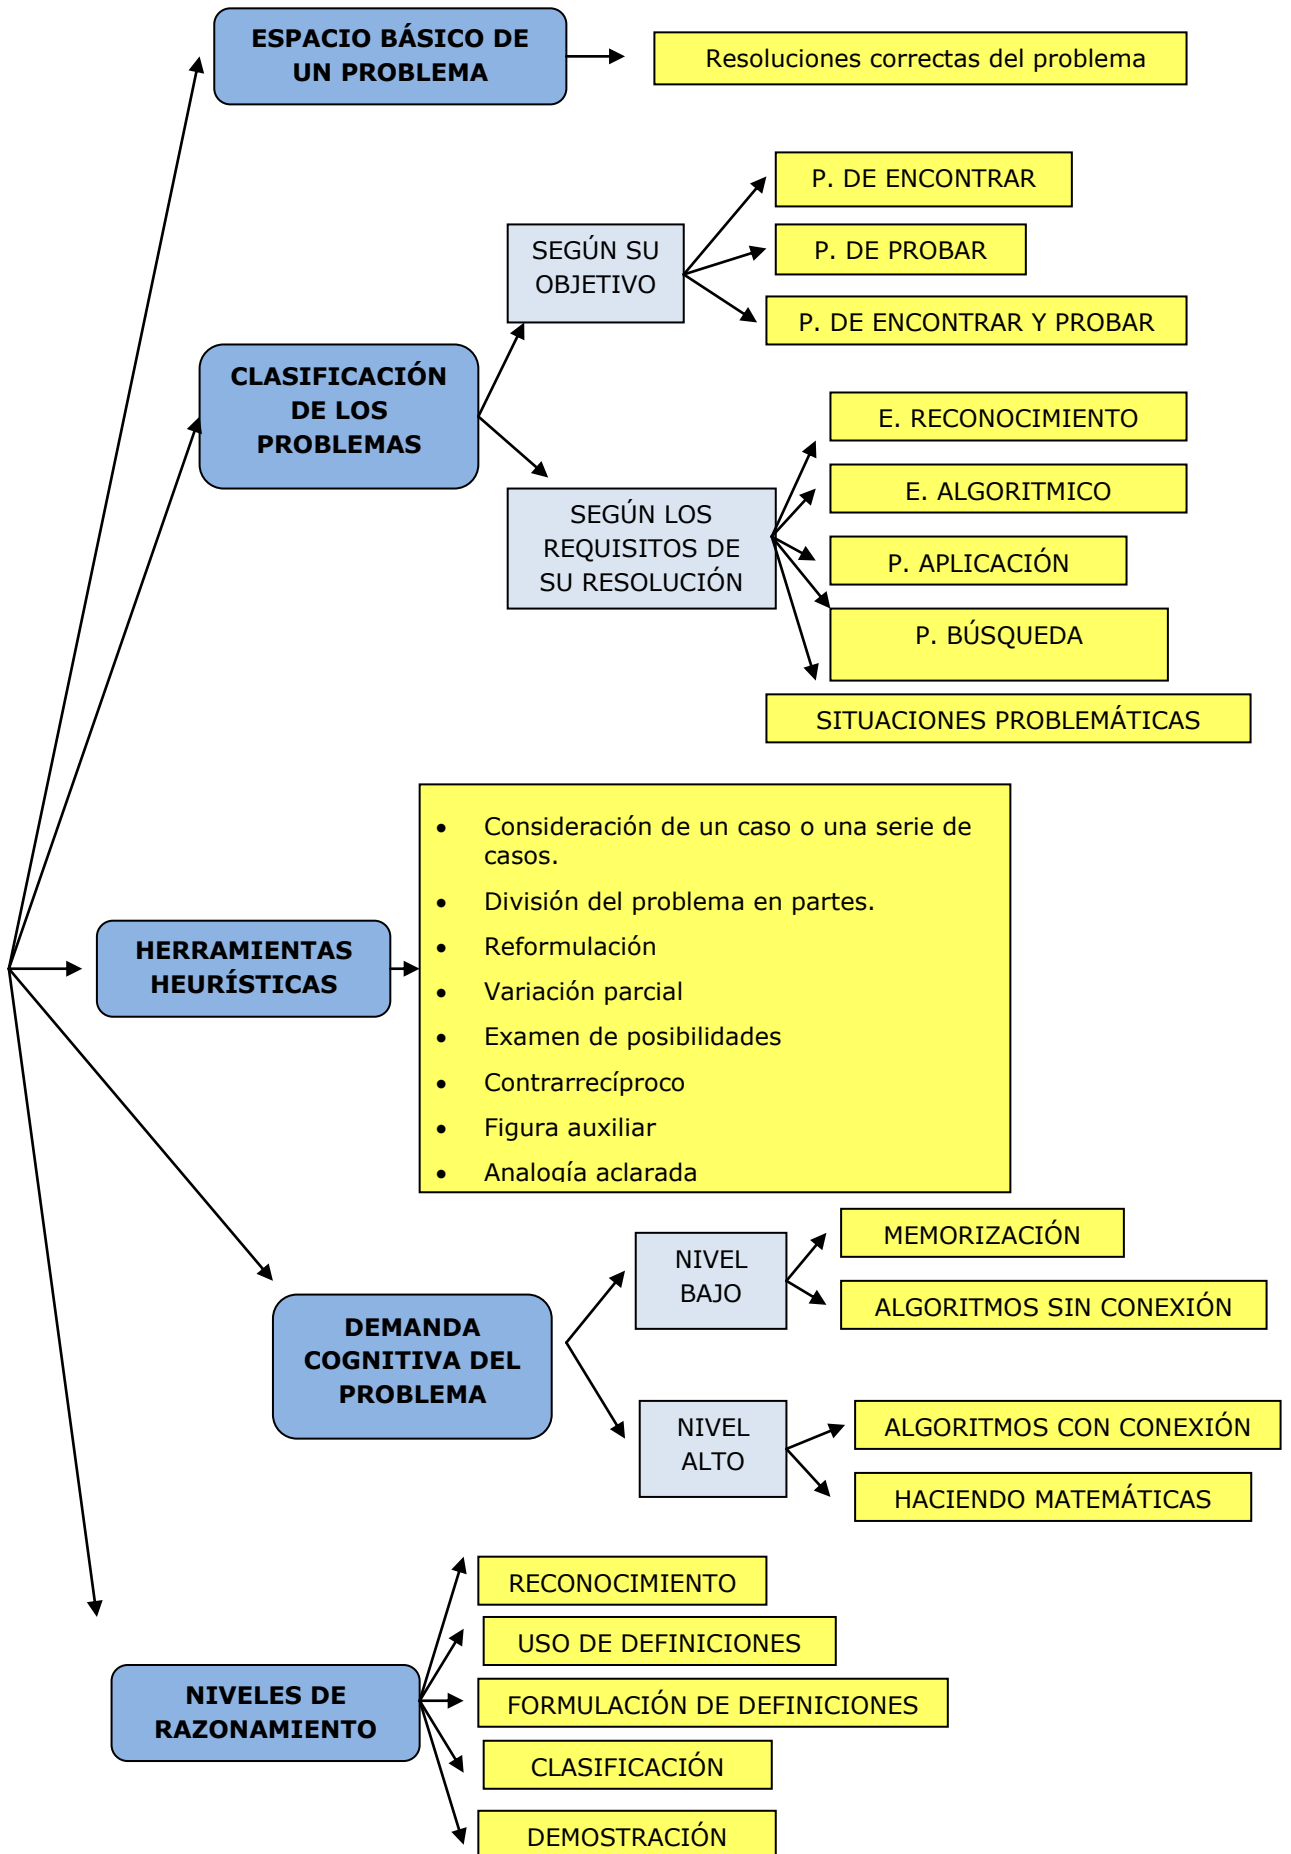 ESPACIO BÁSICO DE
UN PROBLEMA
Resoluciones correctas del problema
P. DE ENCONTRAR
SEGÚN SU
OBJETIVO
P. DE PROBAR
P. DE ENCONTRAR Y PROBAR
CLASIFICACIÓN
DE LOS
PROBLEMAS
E. RECONOCIMIENTO
E. ALGORITMICO
SEGÚN LOS
REQUISITOS DE
SU RESOLUCIÓN
P. APLICACIÓN
P. BÚSQUEDA
SITUACIONES PROBLEMÁTICAS
HERRAMIENTAS
HEURÍSTICAS
• Consideración de un caso o una serie de
casos.
• División del problema en partes.
• Reformulación
• Variación parcial
• Examen de posibilidades
• Contrarrecíproco
• Figura auxiliar
• Analogía aclarada
DEMANDA
COGNITIVA DEL
PROBLEMA
NIVEL
BAJO
MEMORIZACIÓN
ALGORITMOS SIN CONEXIÓN
NIVEL
ALTO
ALGORITMOS CON CONEXIÓN
HACIENDO MATEMÁTICAS
NIVELES DE
RAZONAMIENTO
RECONOCIMIENTO
USO DE DEFINICIONES
FORMULACIÓN DE DEFINICIONES
CLASIFICACIÓN
DEMOSTRACIÓN